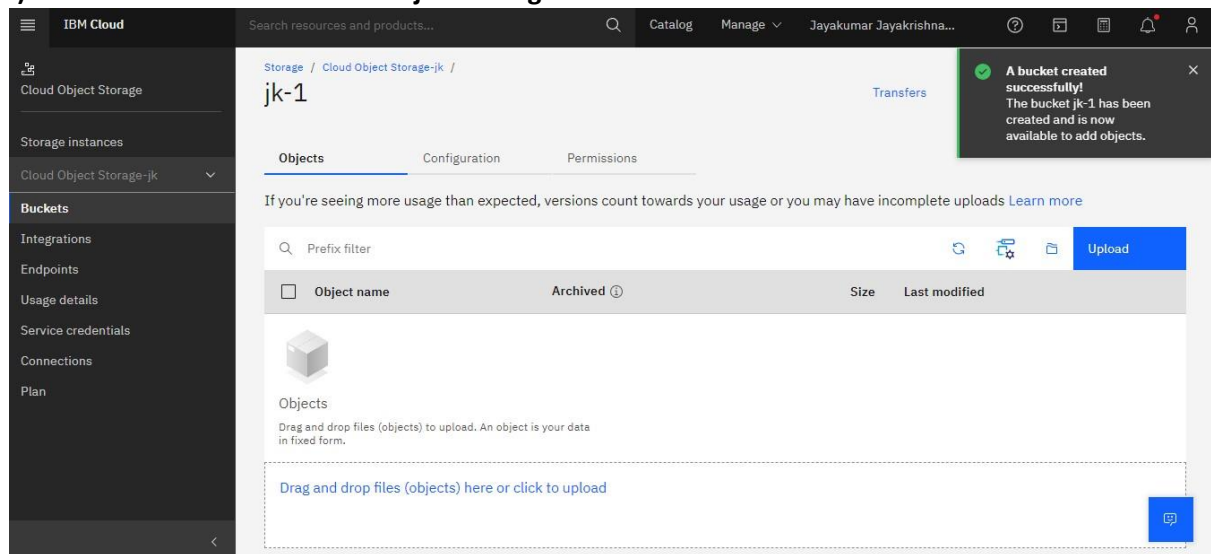 IBM Cloud
Search resources and products...
Catalog
Manage
Jayakumar Jayakrishna...
Cloud Object Storage
Storage instances
Cloud Object Storage-jk
Buckets
Integrations
Endpoints
Usage details
Service credentials
Connections
Plan
Storage / Cloud Object Storage-jk /
jk-1
Transfers
A bucket created
successfully!
The bucket jk-1 has been
created and is now
available to add objects.
Objects
Configuration
Permissions
If you're seeing more usage than expected, versions count towards your usage or you may have incomplete uploads Learn more
Prefix filter
Upload
Object name
Archived
Size
Last modified
Objects
Drag and drop files (objects) to upload. An object is your data
in fixed form.
Drag and drop files (objects) here or click to upload